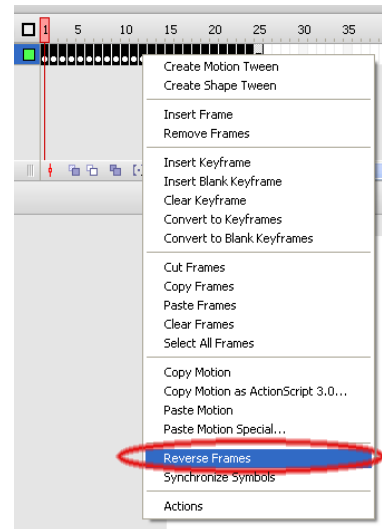 1 5 10 15 20 25 30 35
Create Motion Tween
Create Shape Tween
Insert Frame
Remove Frames
Insert Keyframe
Insert Blank Keyframe
Clear Keyframe
Convert to Keyframes
Convert to Blank Keyframes
Cut Frames
Copy Frames
Paste Frames
Clear Frames
Select All Frames
Copy Motion
Copy Motion as ActionScript 3.0...
Paste Motion
Paste Motion Special...
Reverse Frames
Synchronize Symbols
Actions